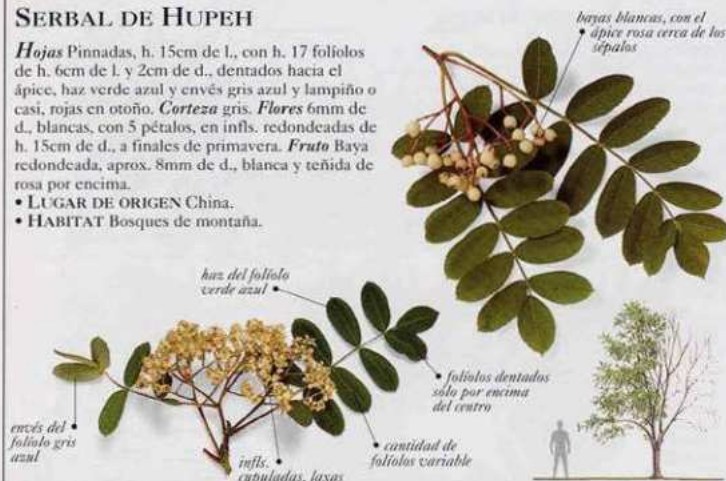 SERBAL DE HUPEH
Hojas Pinnadas, h. 15cm de l., con h. 17 folíolos
de h. 6cm de l. y 2cm de d., dentados hacia el
ápice, haz verde azul y envés gris azul y lampiño o
casi, rojas en otoño. Corteza gris. Flores 6mm de
d., blancas, con 5 pétalos, en infls. redondeadas de
h. 15cm de d., a finales de primavera. Fruto Baya
redondeada, aprox. 8mm de d., blanca y teñida de
rosa por encima.
• LUGAR DE ORIGEN China.
• HABITAT Bosques de montaña.
bayas blancas, con el
ápice rosa cerca de los
sépalos
haz del folíolo
verde azul
folíolos dentados
sólo por encima
del centro
envés del
folíolo gris
azul
cantidad de
folíolos variable
infls.
cupuladas, laxas